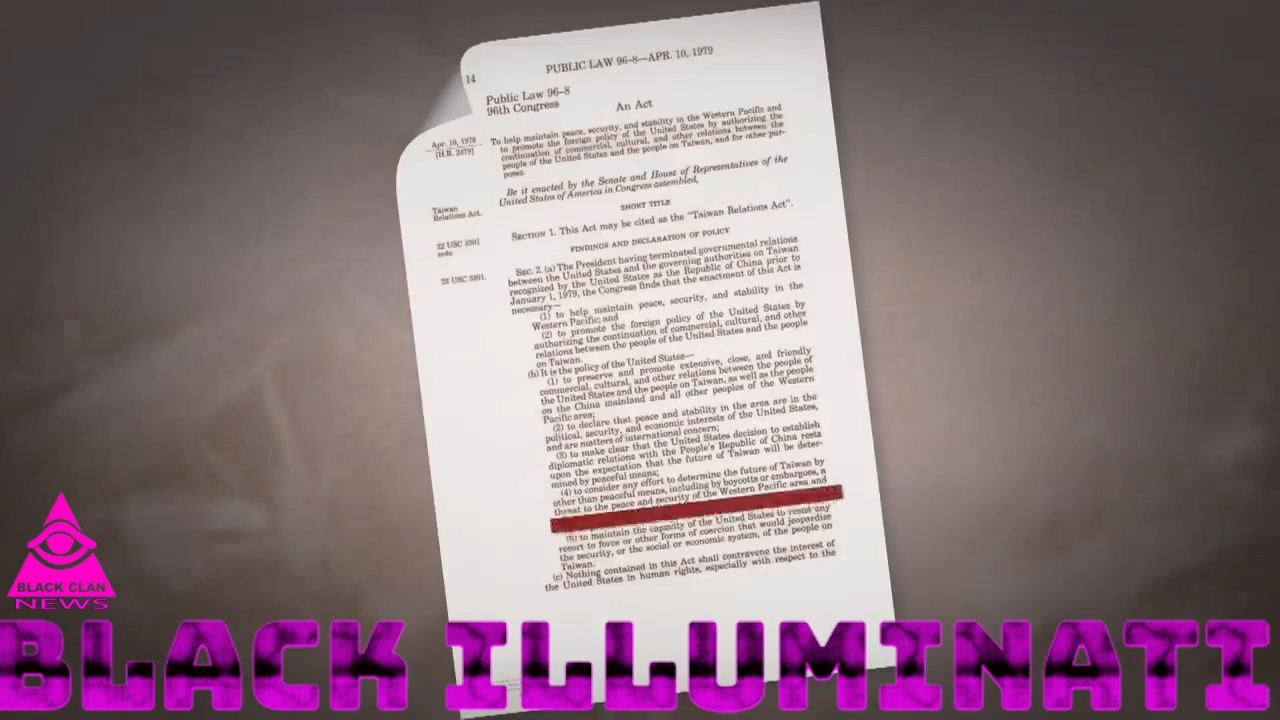 14
PUBLIC LAW 96-8—APR. 10, 1979
Public Law 96-8
96th Congress
An Act
Apr. 10, 1979
[H.R. 2479]
To help maintain peace, security, and stability in the Western Pacific and
to promote the foreign policy of the United States by authorizing the
continuation of commercial, cultural, and other relations between the
people of the United States and the people on Taiwan, and for other pur-
poses.
Be it enacted by the Senate and House of Representatives of the
United States of America in Congress assembled,
Taiwan
Relations Act.
SHORT TITLE
22 USC 3301
note.
SECTION 1. This Act may be cited as the "Taiwan Relations Act".
FINDINGS AND DECLARATION OF POLICY
22 USC 3301.
SEC. 2. (a) The President having terminated governmental relations
between the United States and the governing authorities on Taiwan
recognized by the United States as the Republic of China prior to
January 1, 1979, the Congress finds that the enactment of this Act is
necessary—
(1) to help maintain peace, security, and stability in the
Western Pacific; and
(2) to promote the foreign policy of the United States by
authorizing the continuation of commercial, cultural, and other
relations between the people of the United States and the people
on Taiwan.
(b) It is the policy of the United States—
(1) to preserve and promote extensive, close, and friendly
commercial, cultural, and other relations between the people of
the United States and the people on Taiwan, as well as the people
on the China mainland and all other peoples of the Western
Pacific area;
(2) to declare that peace and stability in the area are in the
political, security, and economic interests of the United States,
and are matters of international concern;
(3) to make clear that the United States decision to establish
diplomatic relations with the People's Republic of China rests
upon the expectation that the future of Taiwan will be deter-
mined by peaceful means;
(4) to consider any effort to determine the future of Taiwan by
other than peaceful means, including by boycotts or embargoes, a
threat to the peace and security of the Western Pacific area and
(6) to maintain the capacity of the United States to resist any
resort to force or other forms of coercion that would jeopardize
the security, or the social or economic system, of the people on
Taiwan.
(c) Nothing contained in this Act shall contravene the interest of
the United States in human rights, especially with respect to the
BLACK CLAN
NEWS
BLACK ILLUMINATI